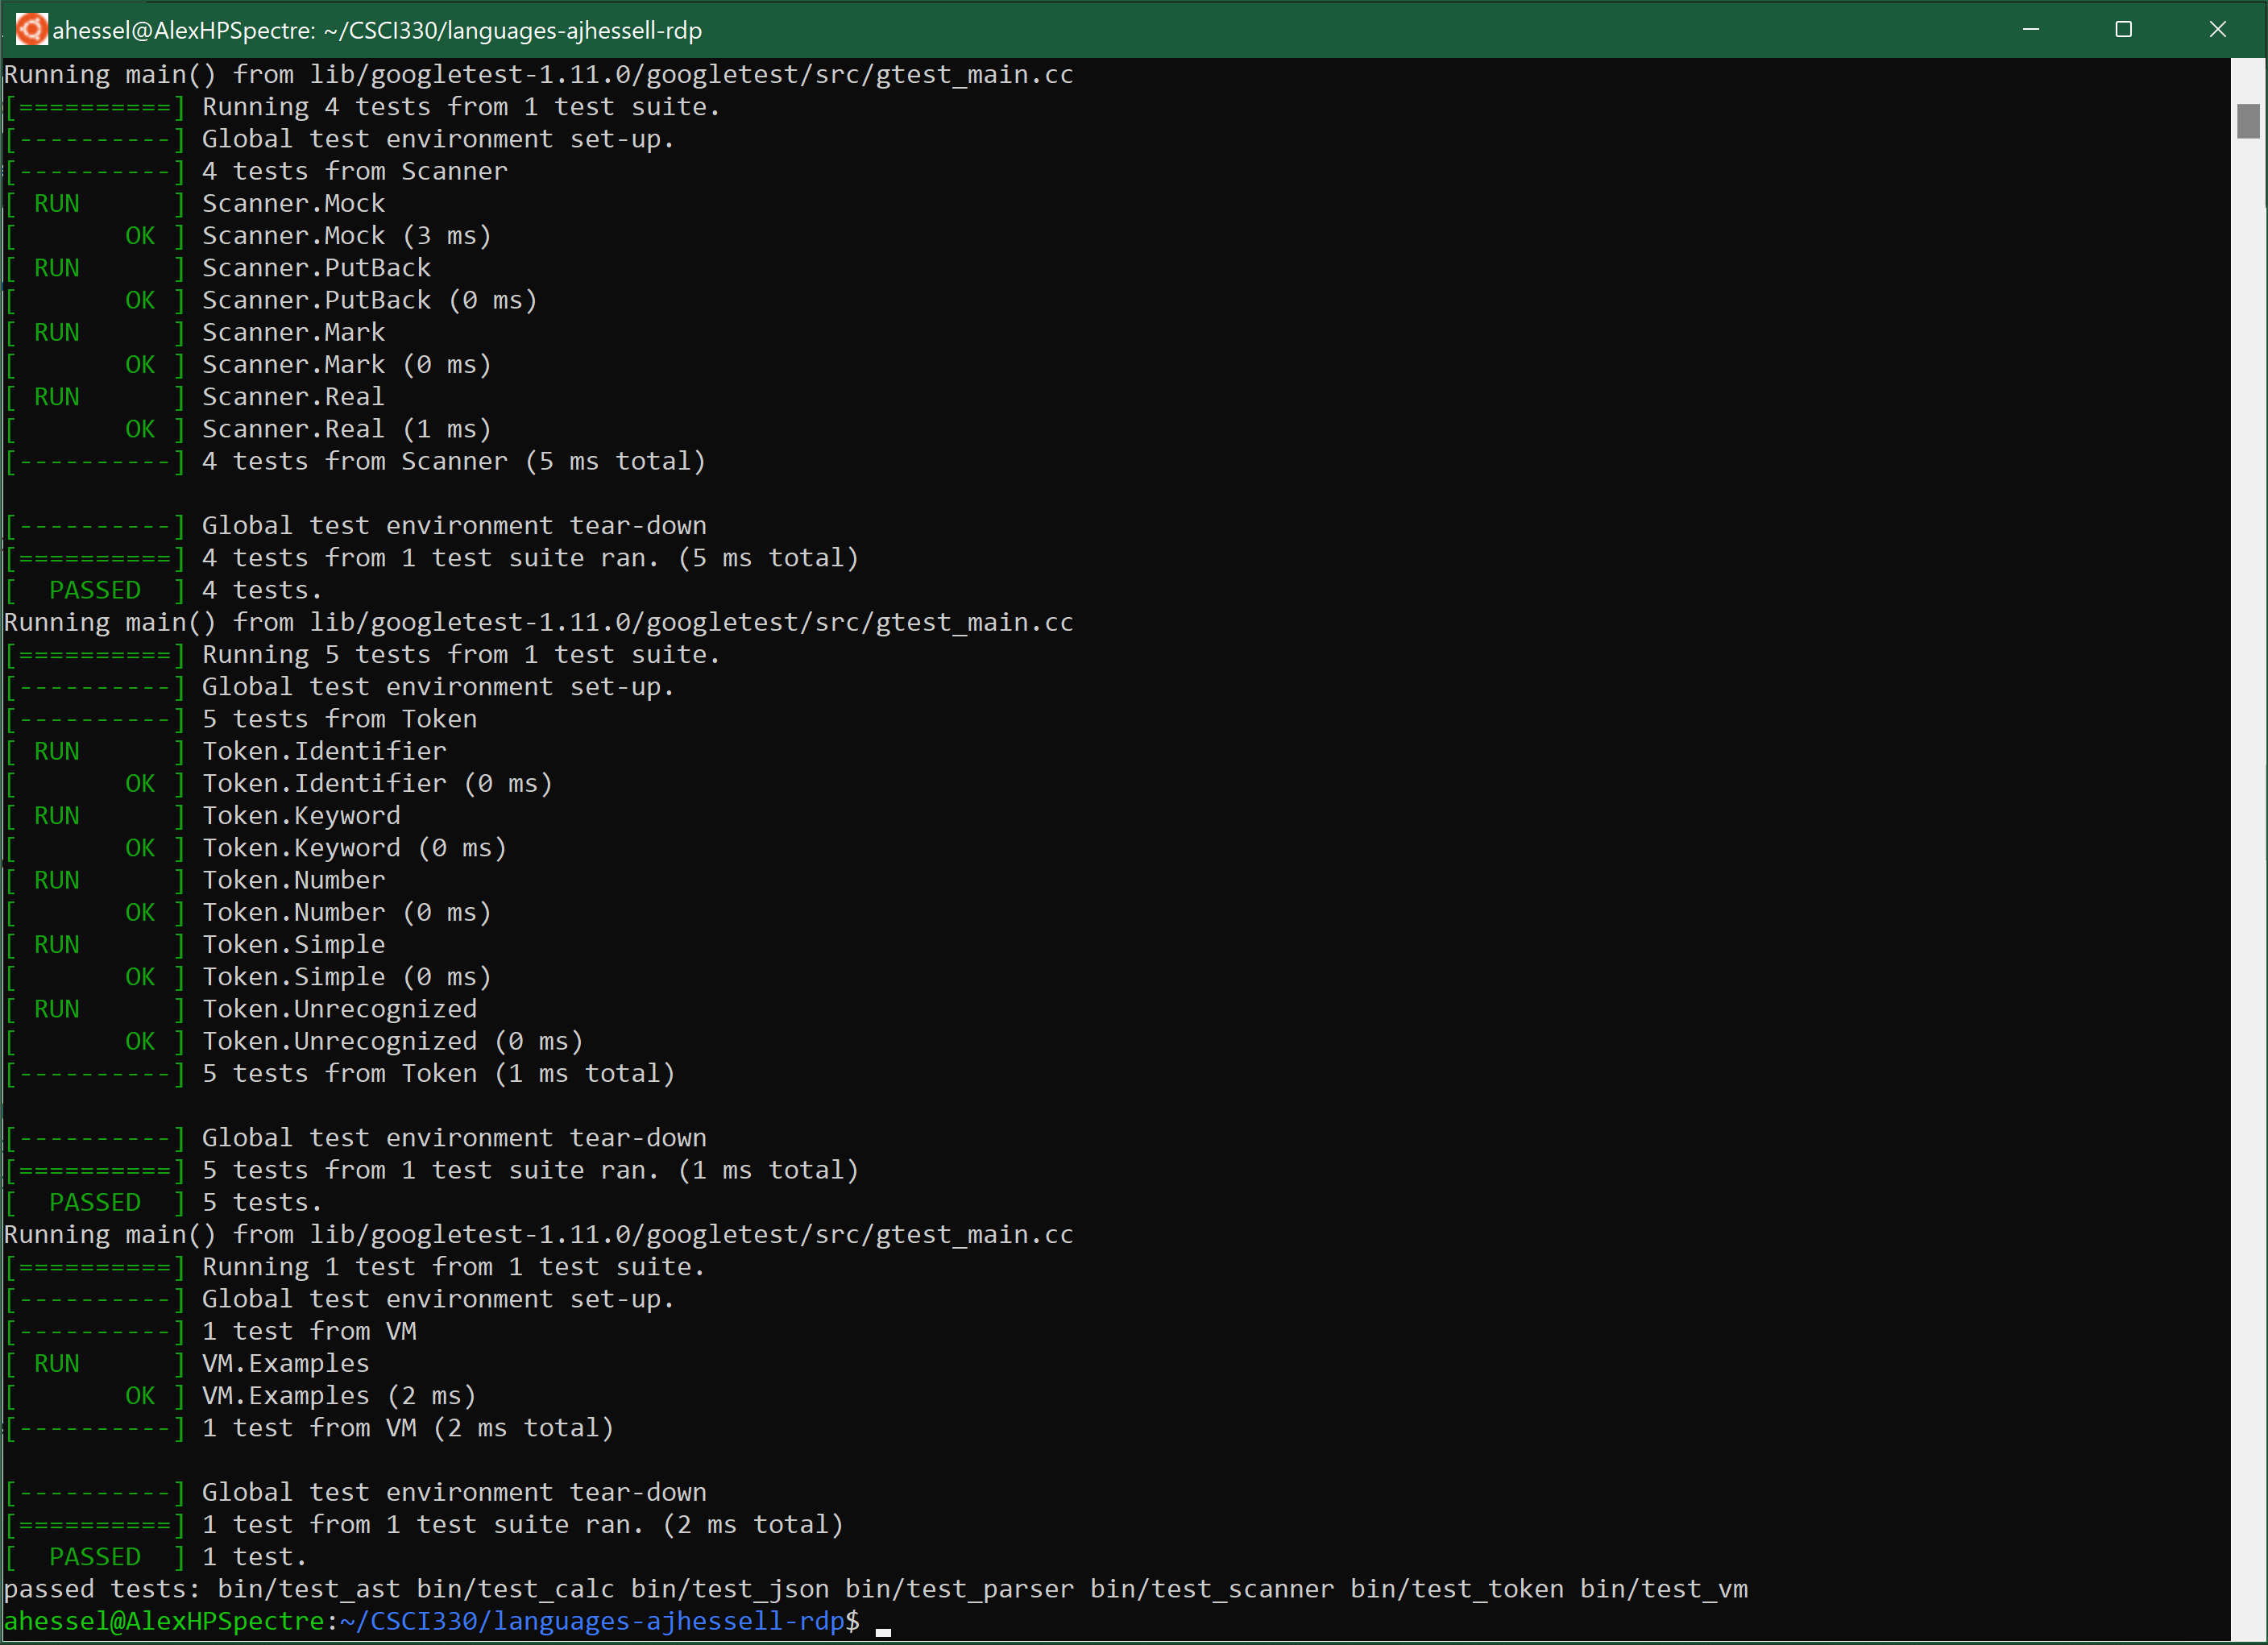 ahessel@AlexHPSpectre: ~/CSCI330/languages-ajhessell-rdp
Running main() from lib/googletest-1.11.0/googletest/src/gtest_main.cc
[==========] Running 4 tests from 1 test suite.
[----------] Global test environment set-up.
[----------] 4 tests from Scanner
[ RUN      ] Scanner.Mock
[       OK ] Scanner.Mock (3 ms)
[ RUN      ] Scanner.PutBack
[       OK ] Scanner.PutBack (0 ms)
[ RUN      ] Scanner.Mark
[       OK ] Scanner.Mark (0 ms)
[ RUN      ] Scanner.Real
[       OK ] Scanner.Real (1 ms)
[----------] 4 tests from Scanner (5 ms total)

[----------] Global test environment tear-down
[==========] 4 tests from 1 test suite ran. (5 ms total)
[  PASSED  ] 4 tests.
Running main() from lib/googletest-1.11.0/googletest/src/gtest_main.cc
[==========] Running 5 tests from 1 test suite.
[----------] Global test environment set-up.
[----------] 5 tests from Token
[ RUN      ] Token.Identifier
[       OK ] Token.Identifier (0 ms)
[ RUN      ] Token.Keyword
[       OK ] Token.Keyword (0 ms)
[ RUN      ] Token.Number
[       OK ] Token.Number (0 ms)
[ RUN      ] Token.Simple
[       OK ] Token.Simple (0 ms)
[ RUN      ] Token.Unrecognized
[       OK ] Token.Unrecognized (0 ms)
[----------] 5 tests from Token (1 ms total)

[----------] Global test environment tear-down
[==========] 5 tests from 1 test suite ran. (1 ms total)
[  PASSED  ] 5 tests.
Running main() from lib/googletest-1.11.0/googletest/src/gtest_main.cc
[==========] Running 1 test from 1 test suite.
[----------] Global test environment set-up.
[----------] 1 test from VM
[ RUN      ] VM.Examples
[       OK ] VM.Examples (2 ms)
[----------] 1 test from VM (2 ms total)

[----------] Global test environment tear-down
[==========] 1 test from 1 test suite ran. (2 ms total)
[  PASSED  ] 1 test.
passed tests: bin/test_ast bin/test_calc bin/test_json bin/test_parser bin/test_scanner bin/test_token bin/test_vm
ahessel@AlexHPSpectre:~/CSCI330/languages-ajhessell-rdp$